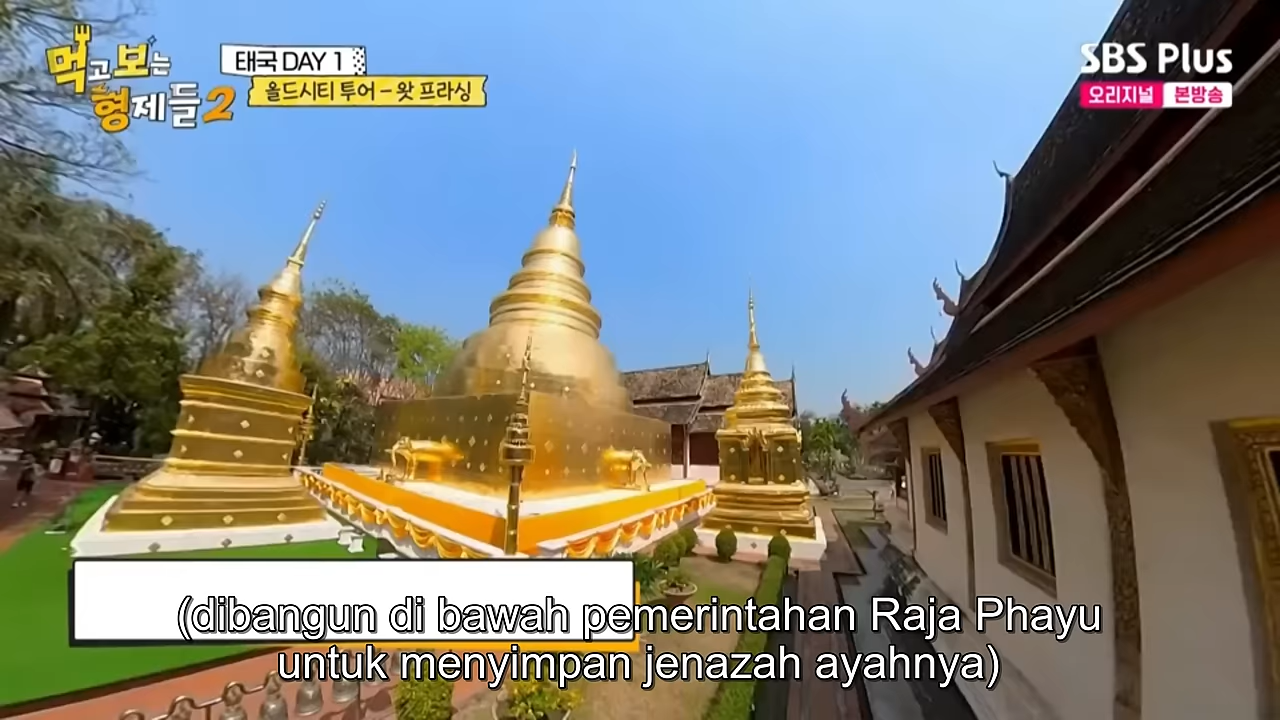 먹고 보는
형제들 2
태국 DAY 1
올드시티 투어 – 왓 프라싱
SBS Plus
오리지널 본방송
(dibangun di bawah pemerintahan Raja Phayu
untuk menyimpan jenazah ayahnya)